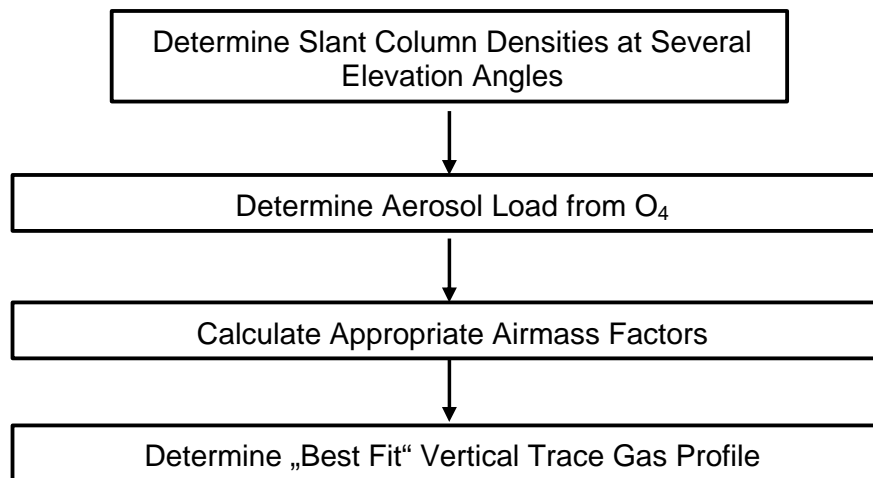 Determine Slant Column Densities at Several
Elevation Angles
Determine Aerosol Load from O₄
Calculate Appropriate Airmass Factors
Determine „Best Fit“ Vertical Trace Gas Profile